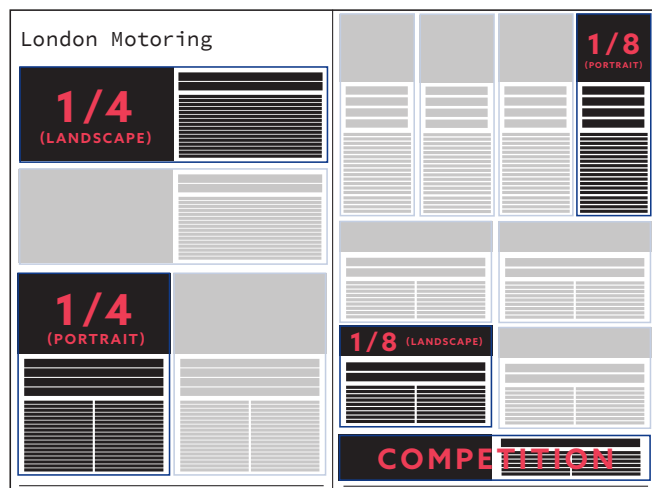 London Motoring
1/4
(LANDSCAPE)
1/4
(PORTRAIT)
1/8
(PORTRAIT)
1/8 (LANDSCAPE)
COMPETITION